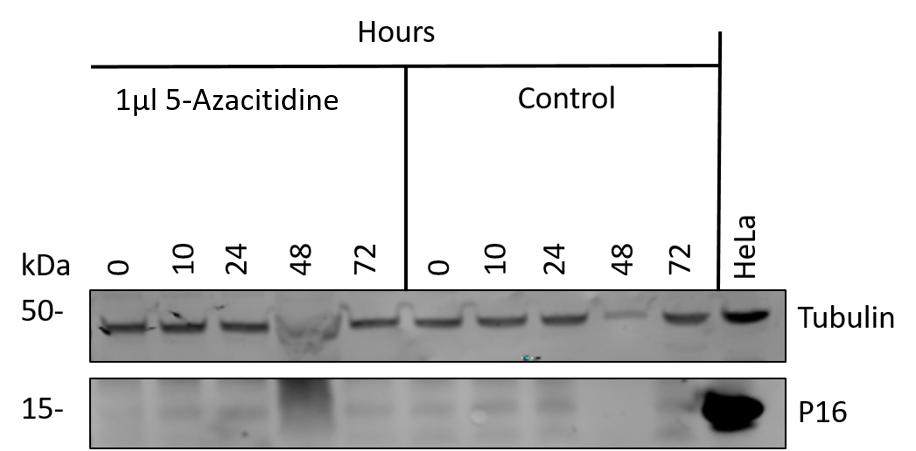 Hours
1µl 5-Azacitidine Control
kDa 0 10 24 48 72 0 10 24 48 72 HeLa
50- Tubulin
15- P16